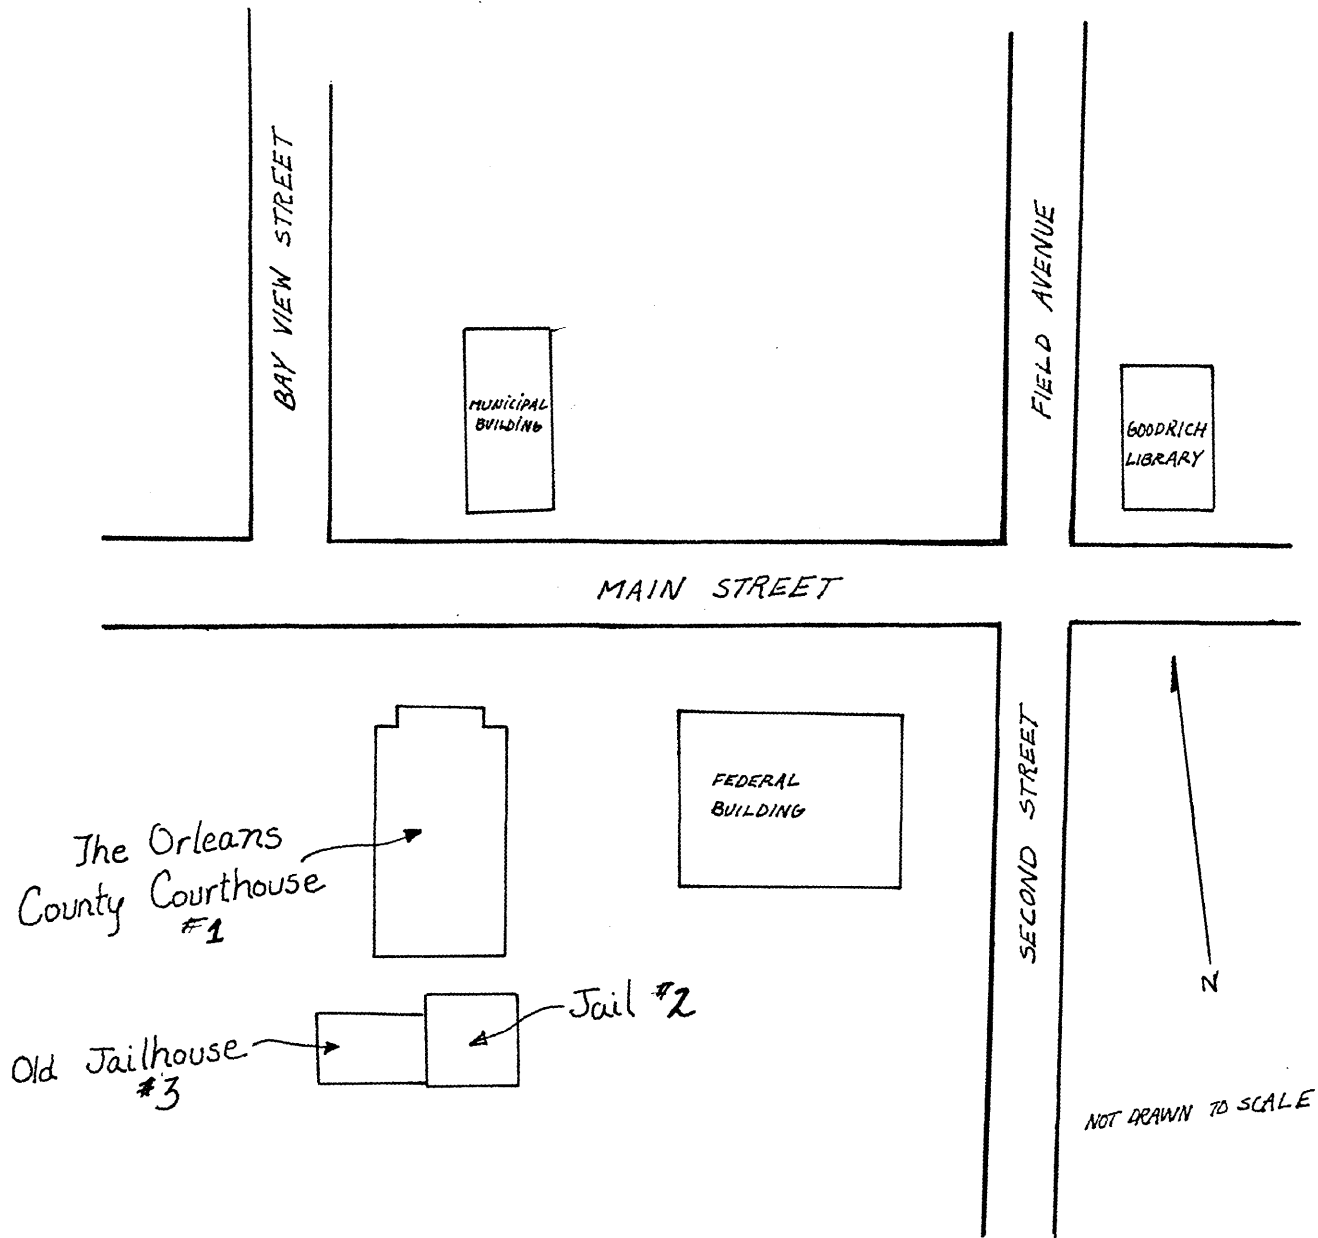 BAY VIEW STREET
FIELD AVENUE
MUNICIPAL
BUILDING
GOODRICH
LIBRARY
MAIN STREET
FEDERAL
BUILDING
SECOND STREET
The Orleans
County Courthouse
#1
Jail #2
Old Jailhouse
#3
N
NOT DRAWN TO SCALE